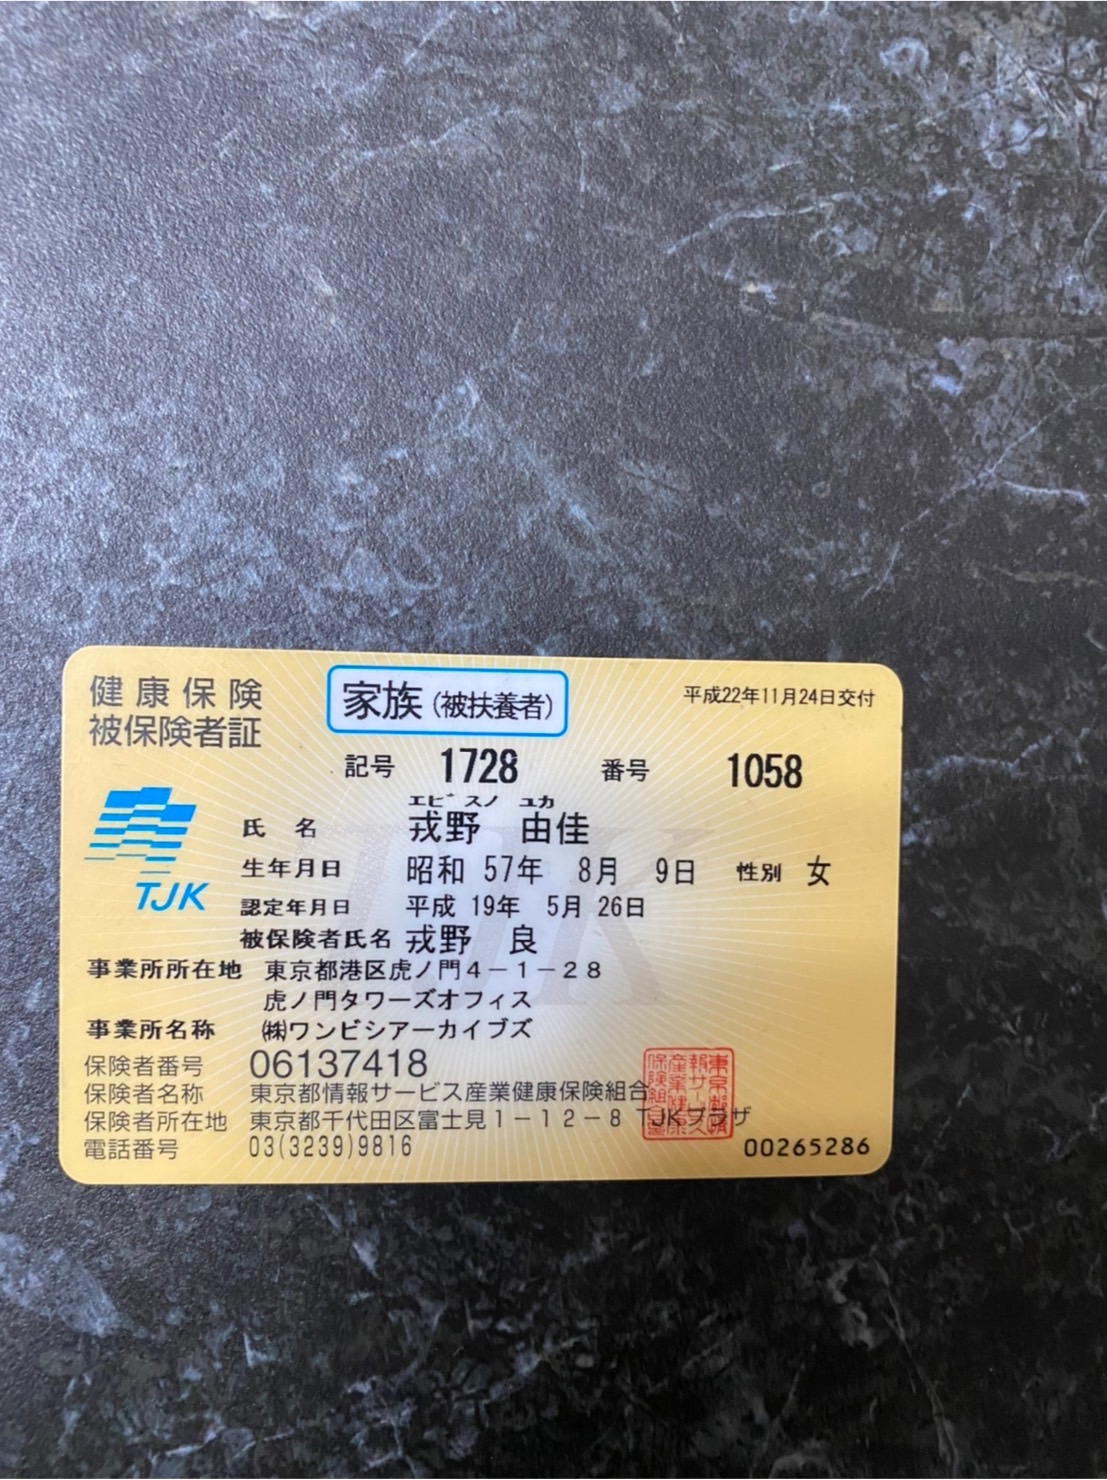 健康保険
被保険者証
家族(被扶養者)
平成22年11月24日交付
記号 1728 番号 1058
エビスノ ユカ
氏名 戎野 由佳
生年月日 昭和 57年 8月 9日 性別 女
認定年月日 平成 19年 5月 26日
被保険者氏名 戎野 良
TJK
事業所所在地 東京都港区虎ノ門4-1-28
虎ノ門タワーズオフィス
事業所名称 ㈱ワンビシアーカイブズ
保険者番号 06137418
保険者名称 東京都情報サービス産業健康保険組合
保険者所在地 東京都千代田区富士見1-12-8 TJKプラザ
電話番号 03(3239)9816
00265286